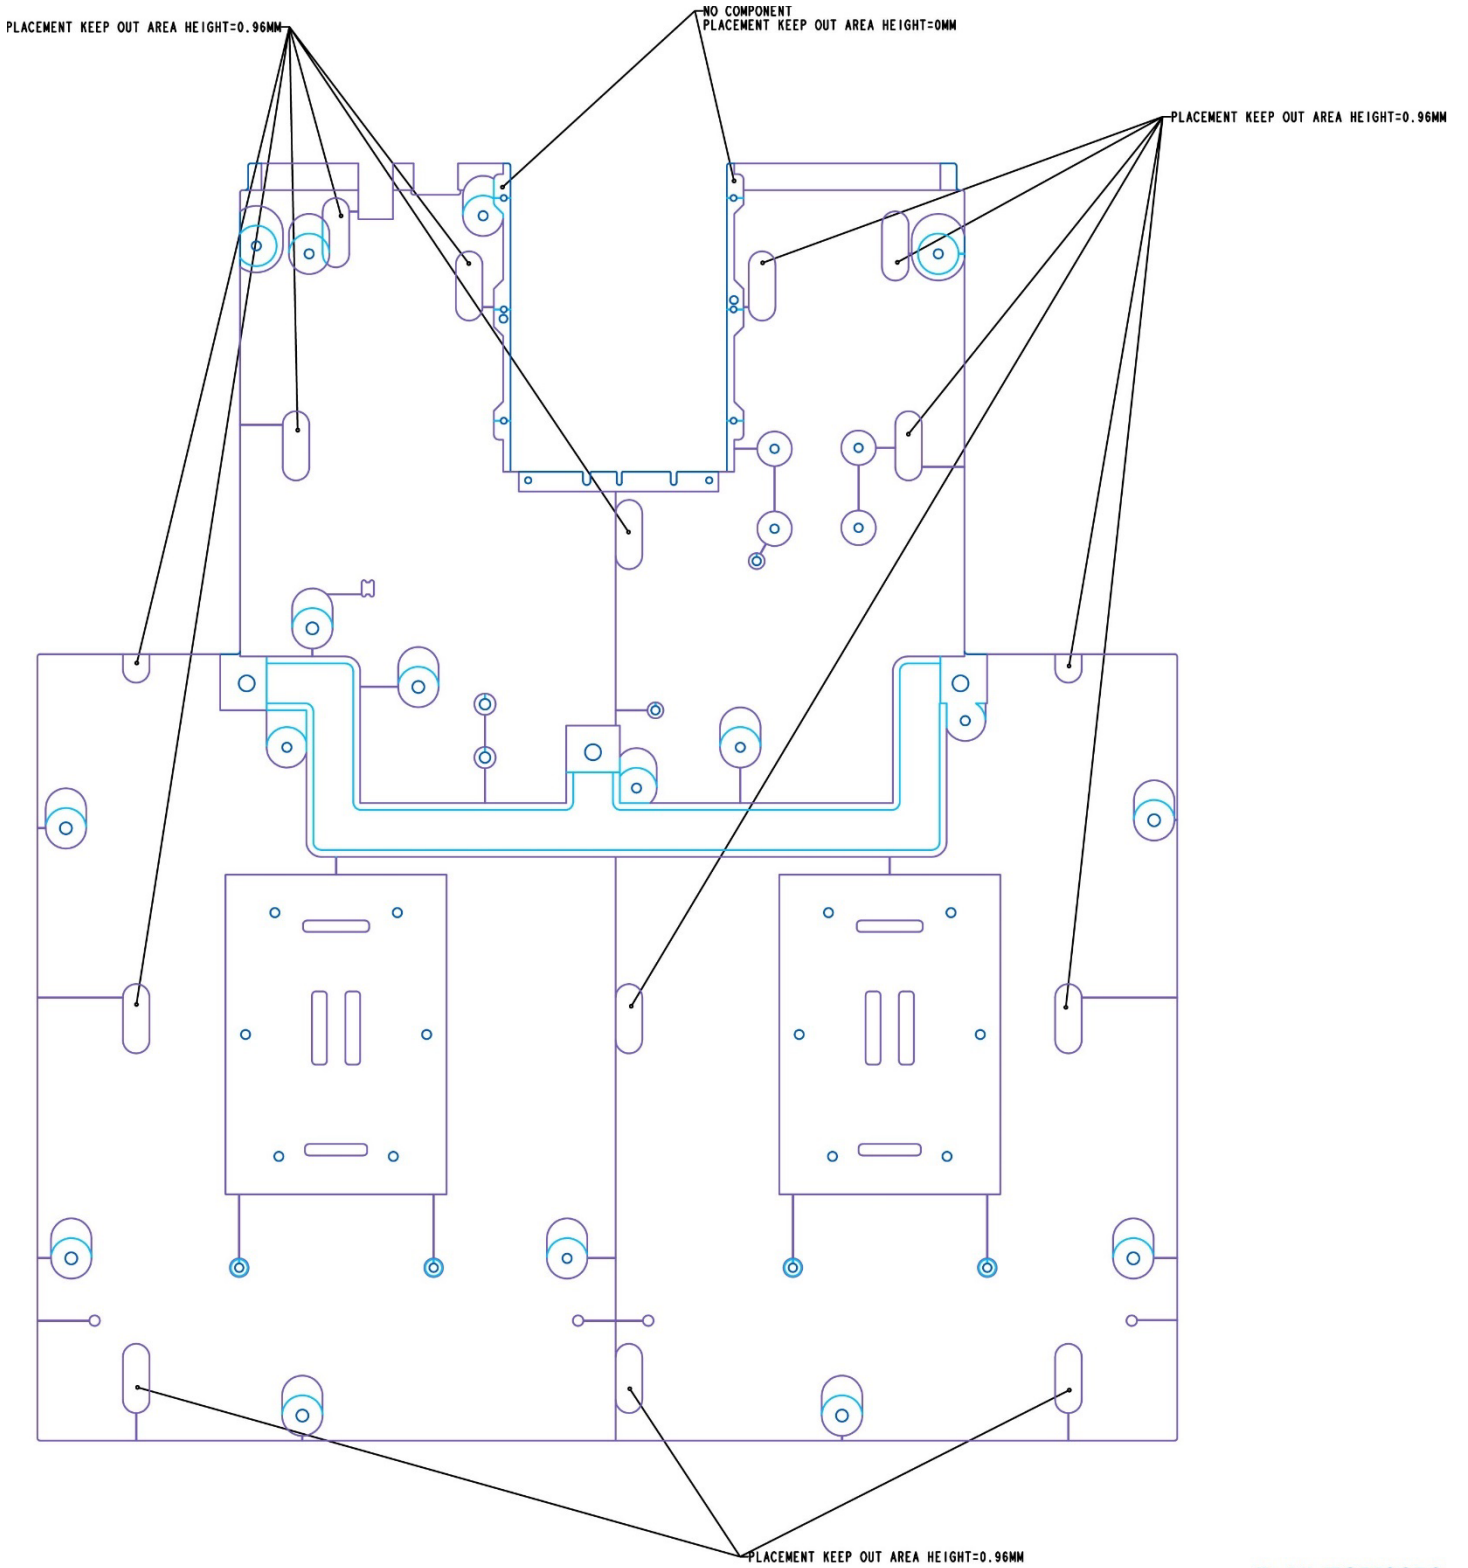 PLACEMENT KEEP OUT AREA HEIGHT=0.96MM
NO COMPONENT
PLACEMENT KEEP OUT AREA HEIGHT=0MM
PLACEMENT KEEP OUT AREA HEIGHT=0.96MM
PLACEMENT KEEP OUT AREA HEIGHT=0.96MM